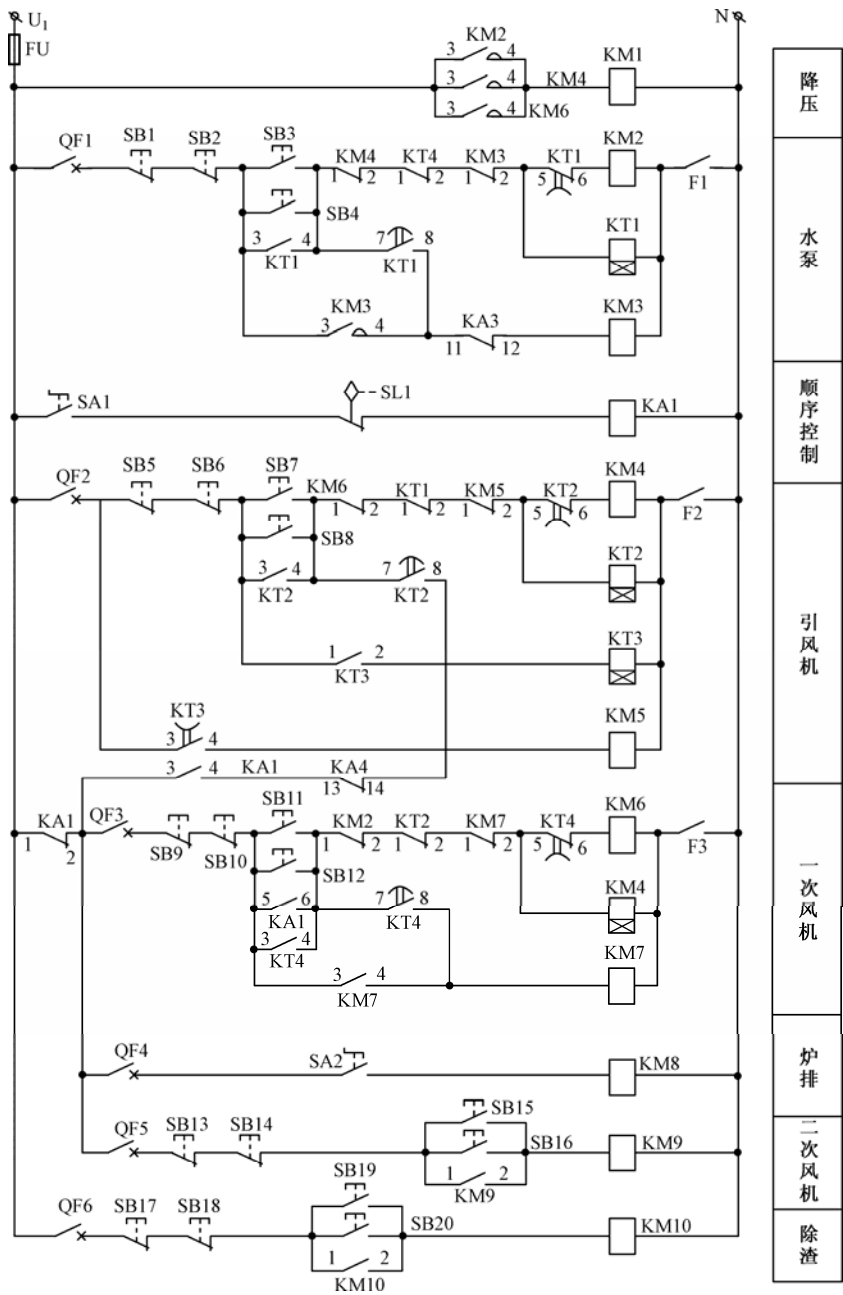 U1
N
FU
KM2
3 4
3 4
3 4
KM4
KM6
KM1
降压
QF1
SB1
SB2
SB3
KM4
1 2
KT4
1 2
KM3
1 2
KT1
5 6
KM2
F1
SB4
3 4
KT1
7 8
KT1
KT1
KM3
3 4
KA3
11 12
KM3
水泵
SA1
SL1
KA1
顺序控制
QF2
SB5
SB6
SB7
KM6
1 2
KT1
1 2
KM5
1 2
KT2
5 6
KM4
F2
SB8
3 4
KT2
7 8
KT2
KT2
1 2
KT3
KT3
KT3
3 4
KM5
3 4
KA1
KA4
13 14
引风机
KA1
1 2
QF3
SB9
SB10
SB11
KM2
1 2
KT2
1 2
KM7
1 2
KT4
5 6
KM6
F3
SB12
5 6
KA1
7 8
KT4
KM4
3 4
KT4
3 4
KM7
KM7
一次风机
QF4
SA2
KM8
炉排
QF5
SB13
SB14
SB15
SB16
1 2
KM9
KM9
二次风机
QF6
SB17
SB18
SB19
SB20
1 2
KM10
KM10
除渣